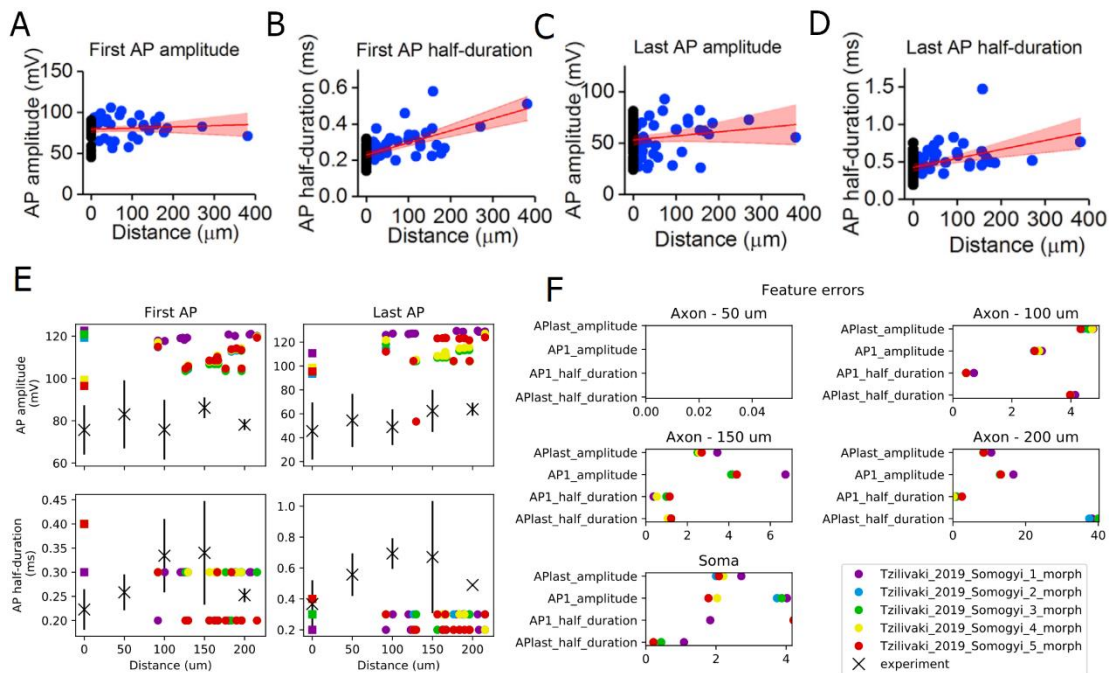 A
First AP amplitude
AP amplitude (mV)
150
100
50
0
0 100 200 300 400
Distance (μm)
B
First AP half-duration
AP half-duration (ms)
0.6
0.4
0.2
0.0
0 100 200 300 400
Distance (μm)
C
Last AP amplitude
AP amplitude (mV)
100
50
0
0 100 200 300 400
Distance (μm)
D
Last AP half-duration
AP half-duration (ms)
1.5
1.0
0.5
0.0
0 100 200 300 400
Distance (μm)
E
First AP
AP amplitude
(mV)
120
100
80
60
Last AP
120
100
80
60
40
20
AP half-duration
(ms)
0.45
0.40
0.35
0.30
0.25
0.20
0 50 100 150 200
Distance (um)
1.0
0.8
0.6
0.4
0.2
0 50 100 150 200
Distance (um)
F
Feature errors
Axon - 50 um
APlast_amplitude
AP1_amplitude
AP1_half_duration
APlast_half_duration
0.00 0.02 0.04
Axon - 100 um
APlast_amplitude
AP1_amplitude
AP1_half_duration
APlast_half_duration
0 2 4
Axon - 150 um
APlast_amplitude
AP1_amplitude
AP1_half_duration
APlast_half_duration
0 2 4 6
Axon - 200 um
APlast_amplitude
AP1_amplitude
AP1_half_duration
APlast_half_duration
0 20 40
Soma
APlast_amplitude
AP1_amplitude
AP1_half_duration
APlast_half_duration
0 2 4
Tzilivaki_2019_Somogyi_1_morph
Tzilivaki_2019_Somogyi_2_morph
Tzilivaki_2019_Somogyi_3_morph
Tzilivaki_2019_Somogyi_4_morph
Tzilivaki_2019_Somogyi_5_morph
experiment